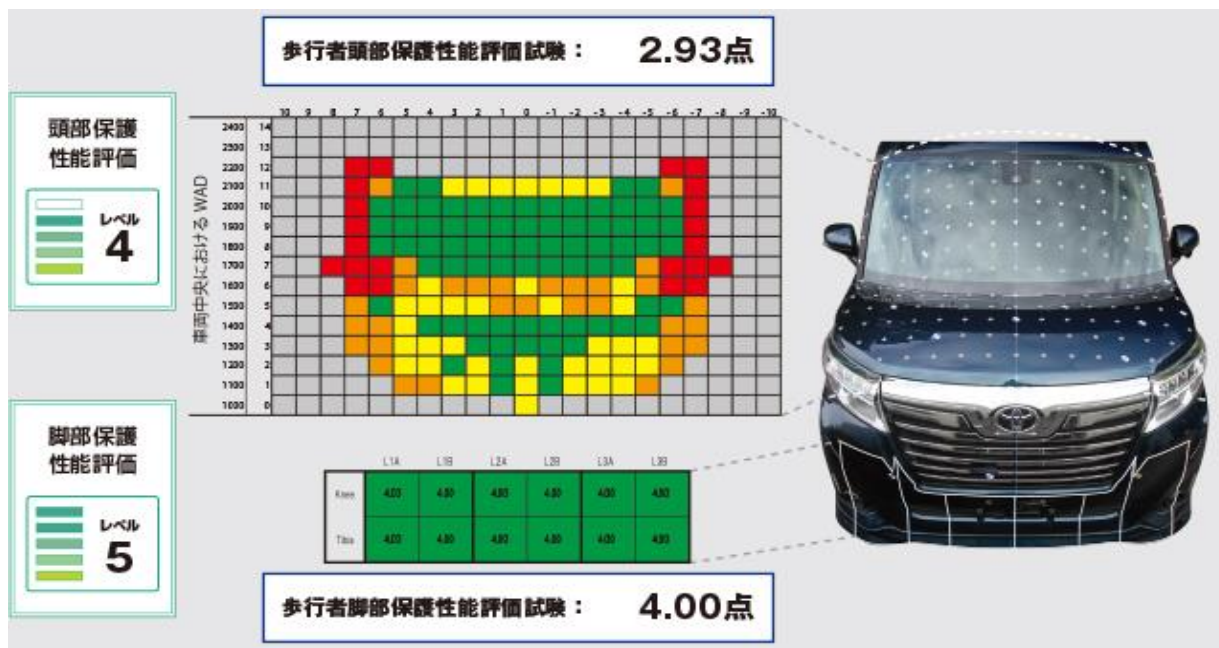 歩行者頭部保護性能評価試験： 2.93点
頭部保護
性能評価
レベル
4
車両中央におけるWAD
10 9 8 7 6 5 4 3 2 1 0 -1 -2 -3 -4 -5 -6 -7 -8 -9 -10
2400 14
2300 13
2200 12
2100 11
2000 10
1900 9
1800 8
1700 7
1600 6
1500 5
1400 4
1300 3
1200 2
1100 1
1000 0
脚部保護
性能評価
レベル
5
L1A L1B L2A L2B L3A L3B
Knee 4.00 4.00 4.00 4.00 4.00 4.00
Tibia 4.00 4.00 4.00 4.00 4.00 4.00
歩行者脚部保護性能評価試験： 4.00点